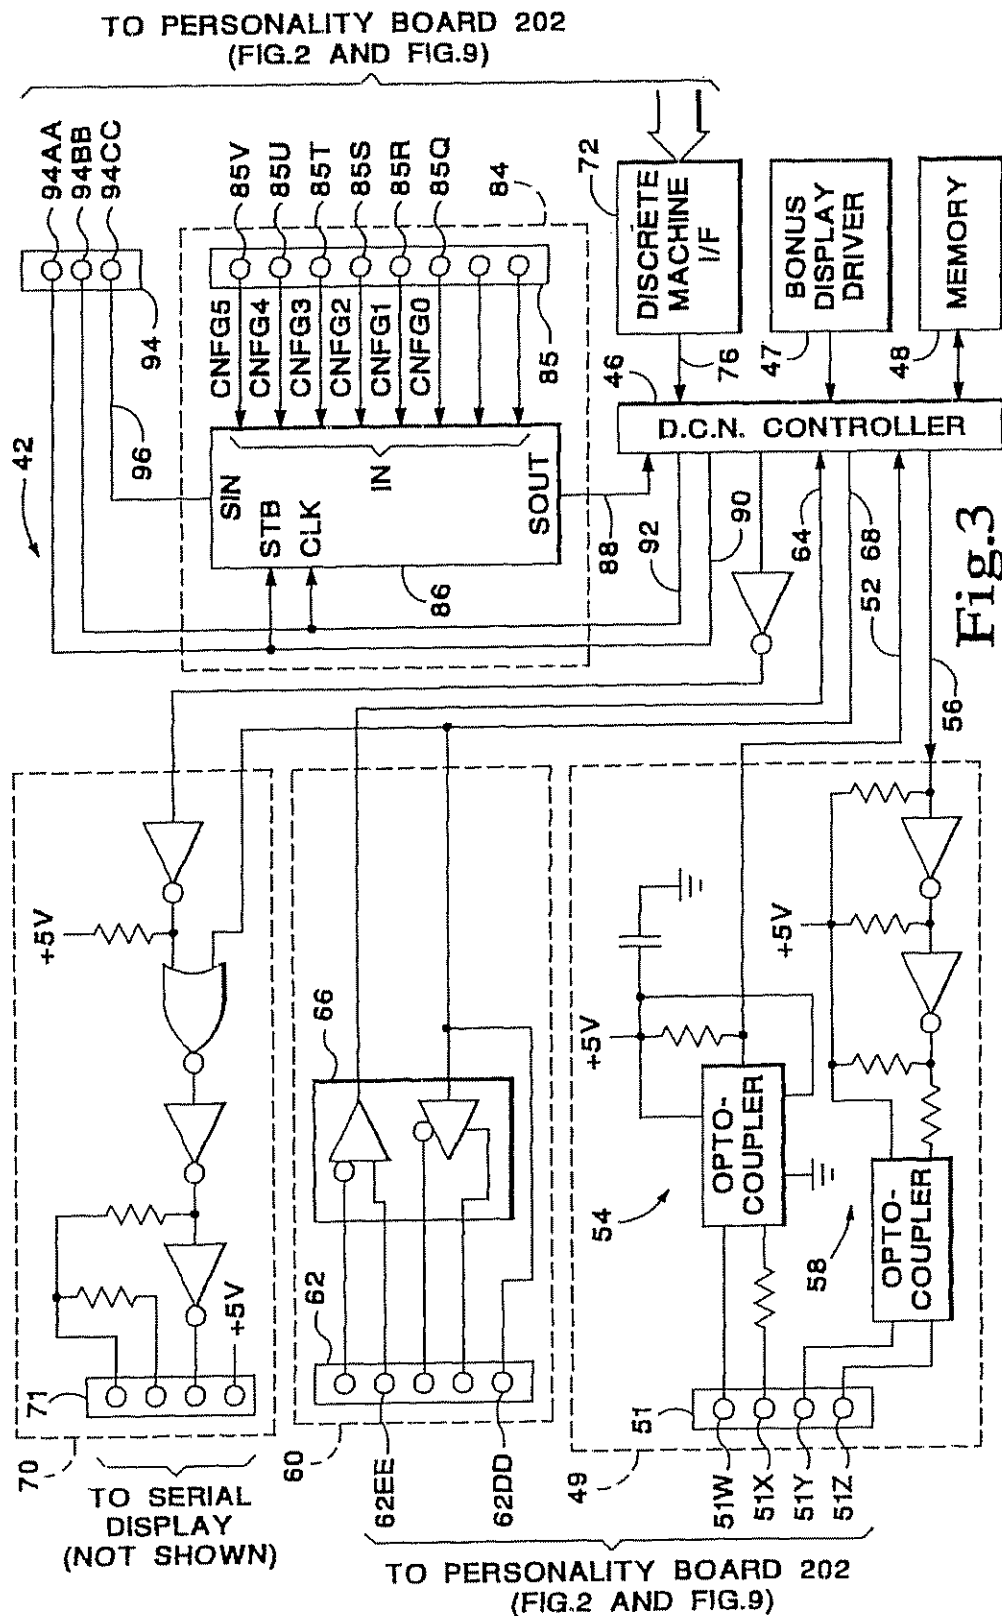 TO PERSONALITY BOARD 202
(FIG.2 AND FIG.9)
94AA
94BB
94CC
94
96
42
85V
85U
85T
85S
85R
85Q
84
85
CNFG5
CNFG4
CNFG3
CNFG2
CNFG1
CNFG0
SIN
STB
CLK
IN
SOUT
86
88
72
DISCRETE
MACHINE
I/F
76
BONUS
DISPLAY
DRIVER
47
MEMORY
48
46
D.C.N. CONTROLLER
92
90
64
68
52
56
Fig.3
+5V
71
+5V
70
TO SERIAL
DISPLAY
(NOT SHOWN)
66
62
60
62EE
62DD
+5V
OPTO-
COUPLER
54
+5V
OPTO-
COUPLER
58
51
49
51W
51X
51Y
51Z
TO PERSONALITY BOARD 202
(FIG.2 AND FIG.9)